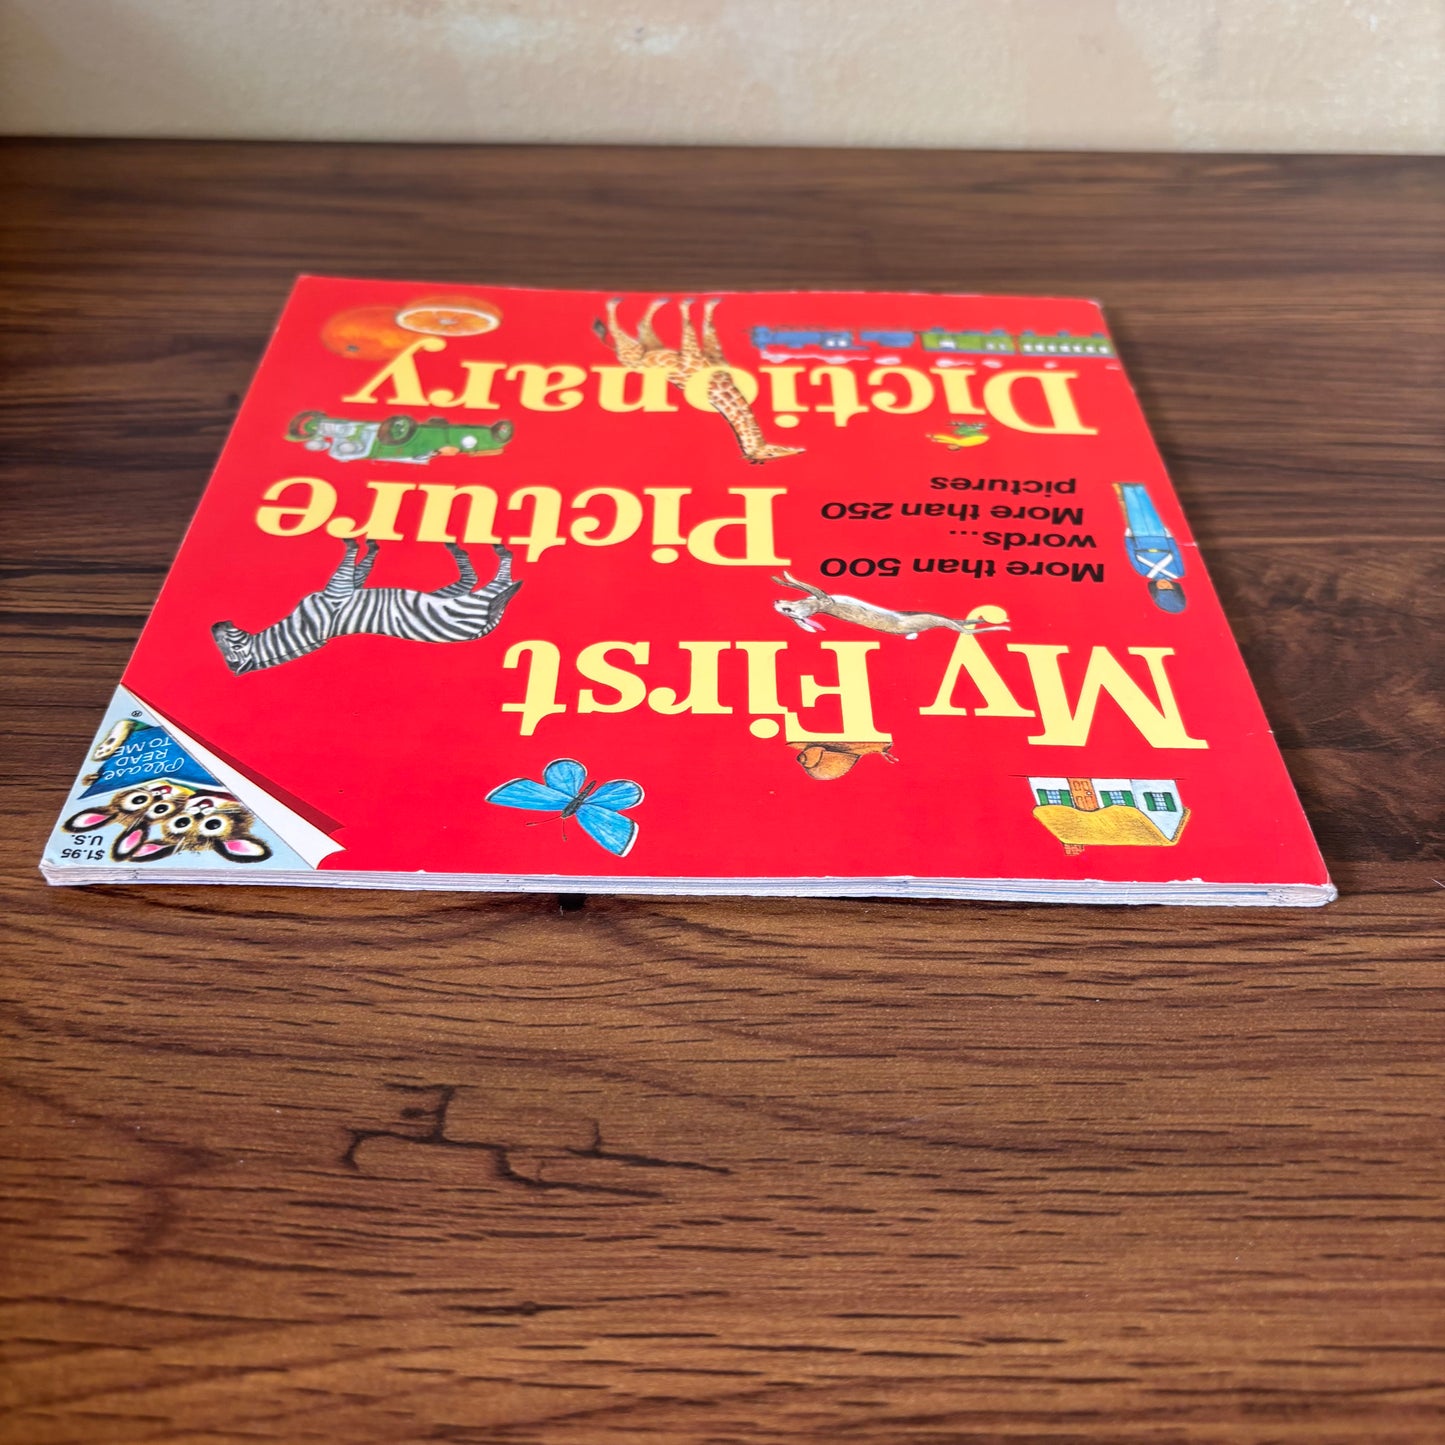 $1.95
U.S.
Please
READ
TO ME
®
My First
Picture
Dictionary
More than 500
words...
More than 250
pictures